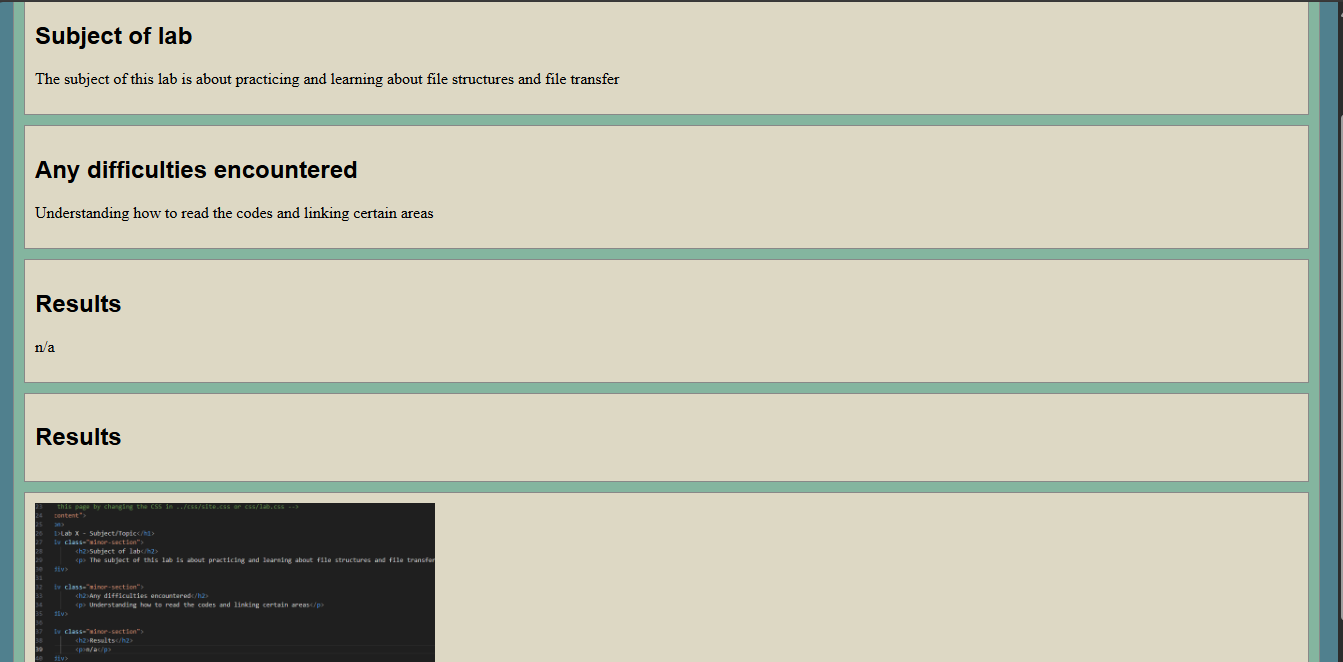 Subject of lab
The subject of this lab is about practicing and learning about file structures and file transfer
Any difficulties encountered
Understanding how to read the codes and linking certain areas
Results
n/a
Results
23 this page by changing the CSS in ../css/site.css or css/lab.css -->
24 content">
25
26 1>Lab X - Subject/Topic</h1>
27 iv class="minor-section">
28 <h2>Subject of lab</h2>
29 <p> The subject of this lab is about practicing and learning about file structures and file transfer
30 div>
31
32 iv class="minor-section">
33 <h2>Any difficulties encountered</h2>
34 <p> Understanding how to read the codes and linking certain areas</p>
35 div>
36
37 iv class="minor-section">
38 <h2>Results</h2>
39 <p>n/a</p>
40 div>